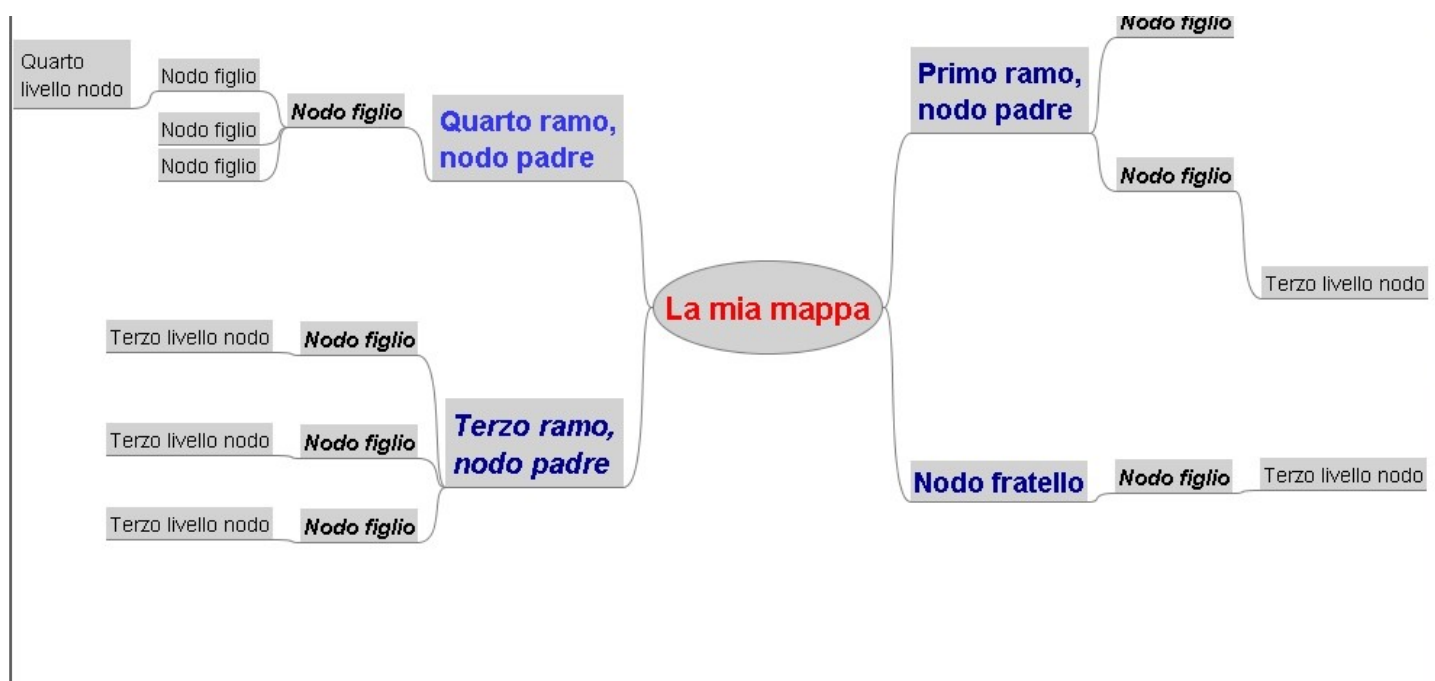 Nodo figlio
Quarto
livello nodo
Nodo figlio
Nodo figlio
Nodo figlio
Nodo figlio
Quarto ramo,
nodo padre
Primo ramo,
nodo padre
Nodo figlio
Terzo livello nodo
La mia mappa
Terzo livello nodo
Nodo figlio
Terzo livello nodo
Nodo figlio
Terzo livello nodo
Nodo figlio
Terzo ramo,
nodo padre
Nodo fratello
Nodo figlio
Terzo livello nodo